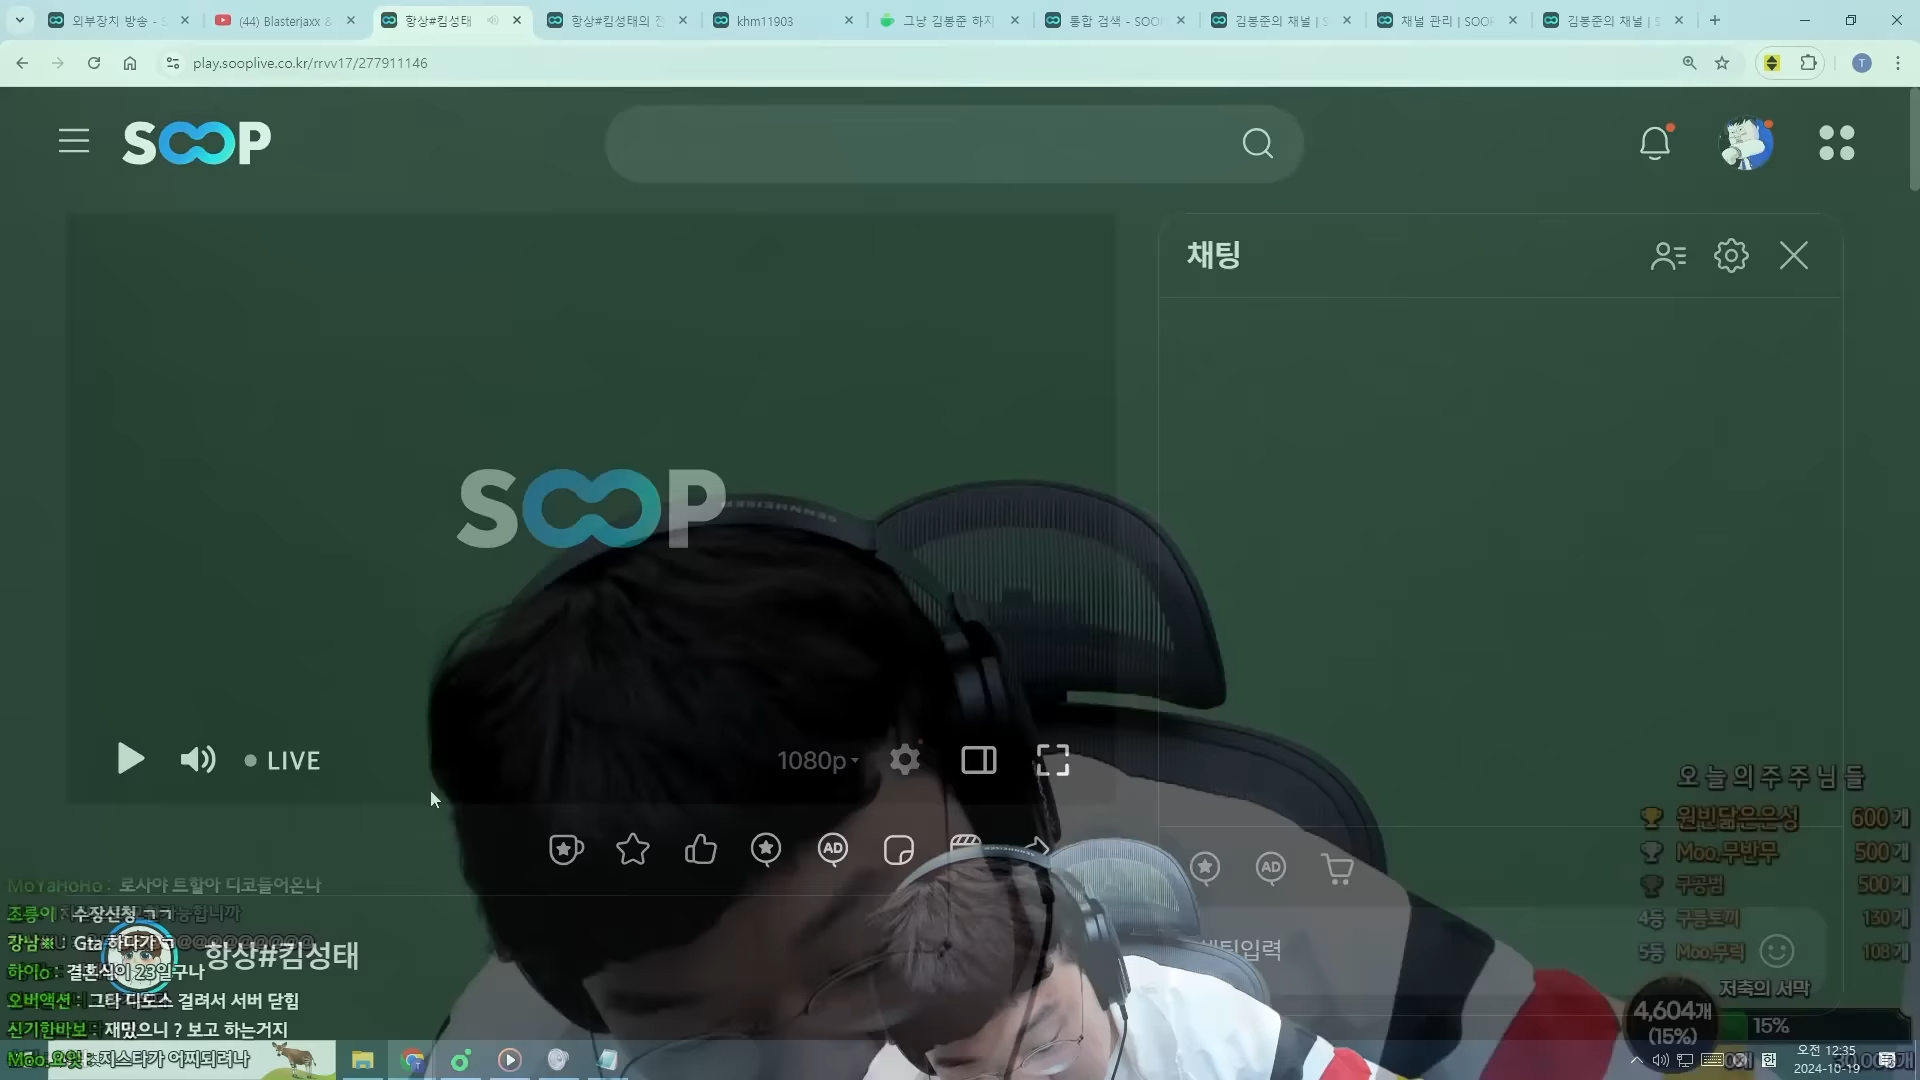 외부장치 방송 - S
(44) Blasterjaxx &
항상#킴성태
항상#킴성태의 전
khm11903
그냥 김봉준 하지
통합 검색 - SOO
김봉준의 채널 | S
채널 관리 | SOO
김봉준의 채널 | S
play.sooplive.co.kr/rrvv17/277911146
T
SOOP
채팅
SOOP
SENNHEISER
LIVE
1080p
오늘의주주님들
원빈닮은은성 600개
Moo.무반무 500개
구공범 500개
4등 구름토끼 130개
5등 Moo.무력 108개
AD
AD
MoYaHoHo : 로사야 트할아 디코들어온나
조릉이 : 수장신청 ㄱㄱ
강남※ : Gta 하다가 ㄷ
항상#킴성태
채팅입력
하이o : 결혼식이 23일구나
저축의 서막
오버액션 : 그타 디도스 걸려서 서버 닫힘
4,604개
(15%)
15%
신기한바보 : 재밌으니 ? 보고 하는거지
지스타가 어찌되려나
한
오전 12:35
2024-10-19